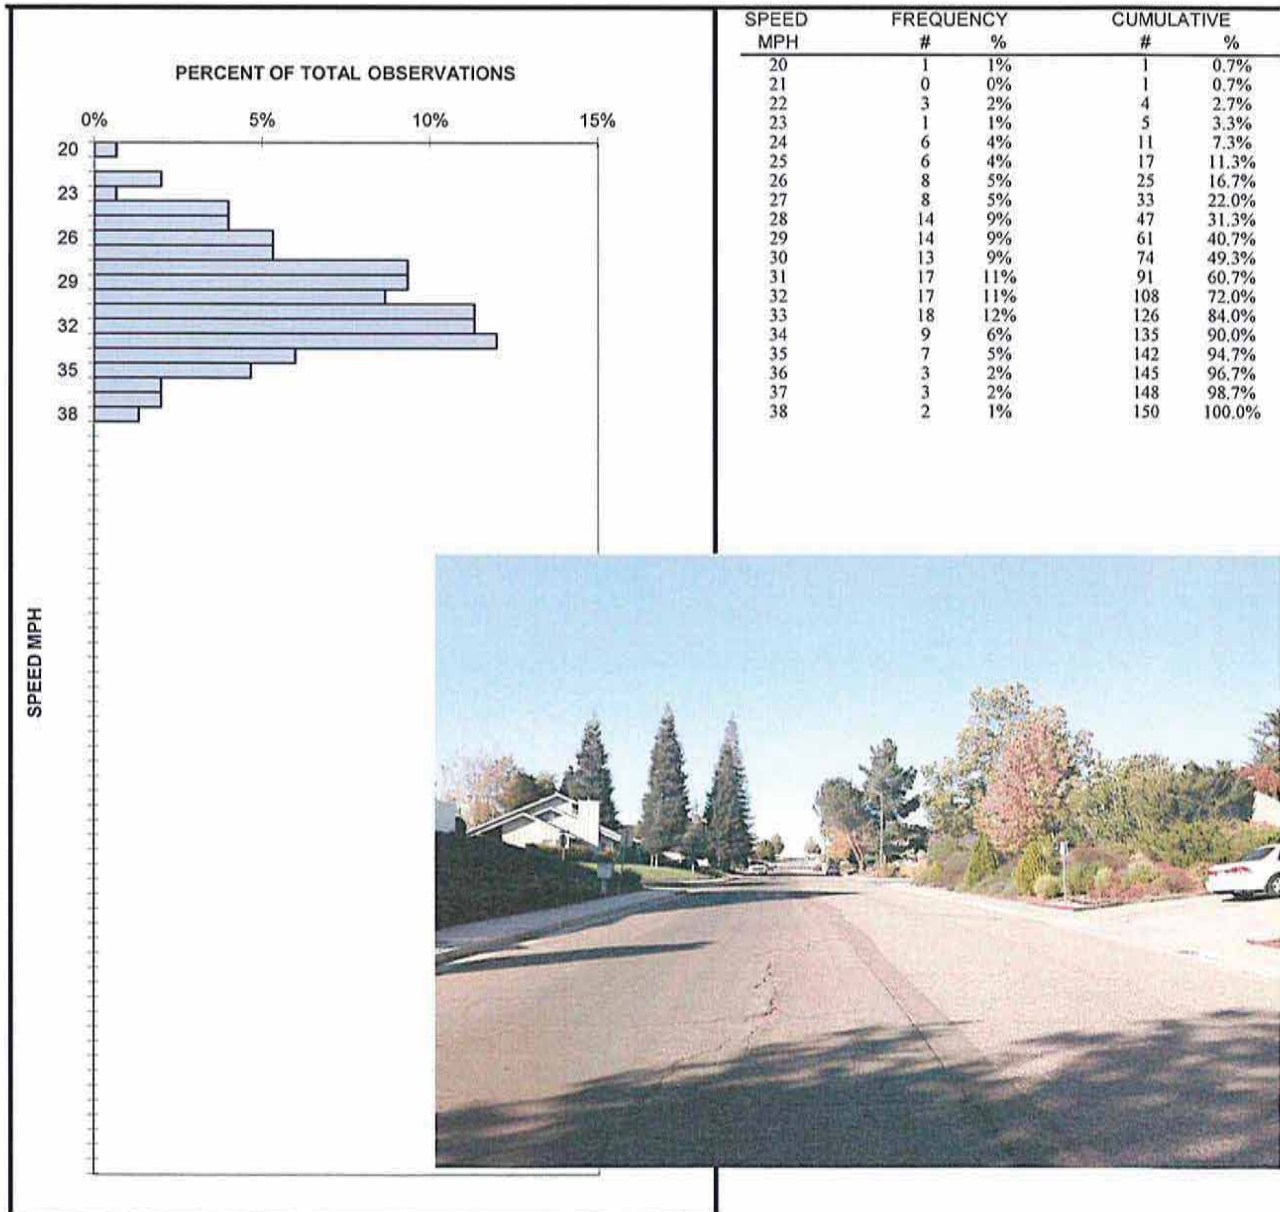 PERCENT OF TOTAL OBSERVATIONS
0% 5% 10% 15%
20
23
26
29
32
35
38
SPEED MPH
SPEED FREQUENCY CUMULATIVE
MPH # % # %
20 1 1% 1 0.7%
21 0 0% 1 0.7%
22 3 2% 4 2.7%
23 1 1% 5 3.3%
24 6 4% 11 7.3%
25 6 4% 17 11.3%
26 8 5% 25 16.7%
27 8 5% 33 22.0%
28 14 9% 47 31.3%
29 14 9% 61 40.7%
30 13 9% 74 49.3%
31 17 11% 91 60.7%
32 17 11% 108 72.0%
33 18 12% 126 84.0%
34 9 6% 135 90.0%
35 7 5% 142 94.7%
36 3 2% 145 96.7%
37 3 2% 148 98.7%
38 2 1% 150 100.0%